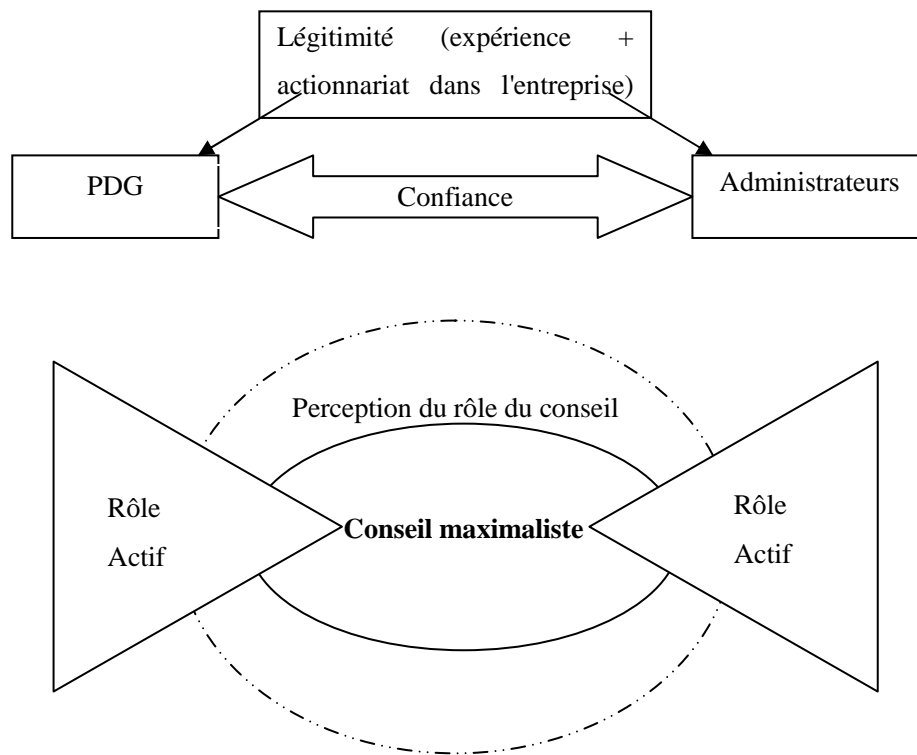 Légitimité (expérience +
actionnariat dans l'entreprise)
PDG
Confiance
Administrateurs
Perception du rôle du conseil
Rôle
Actif
Conseil maximaliste
Rôle
Actif